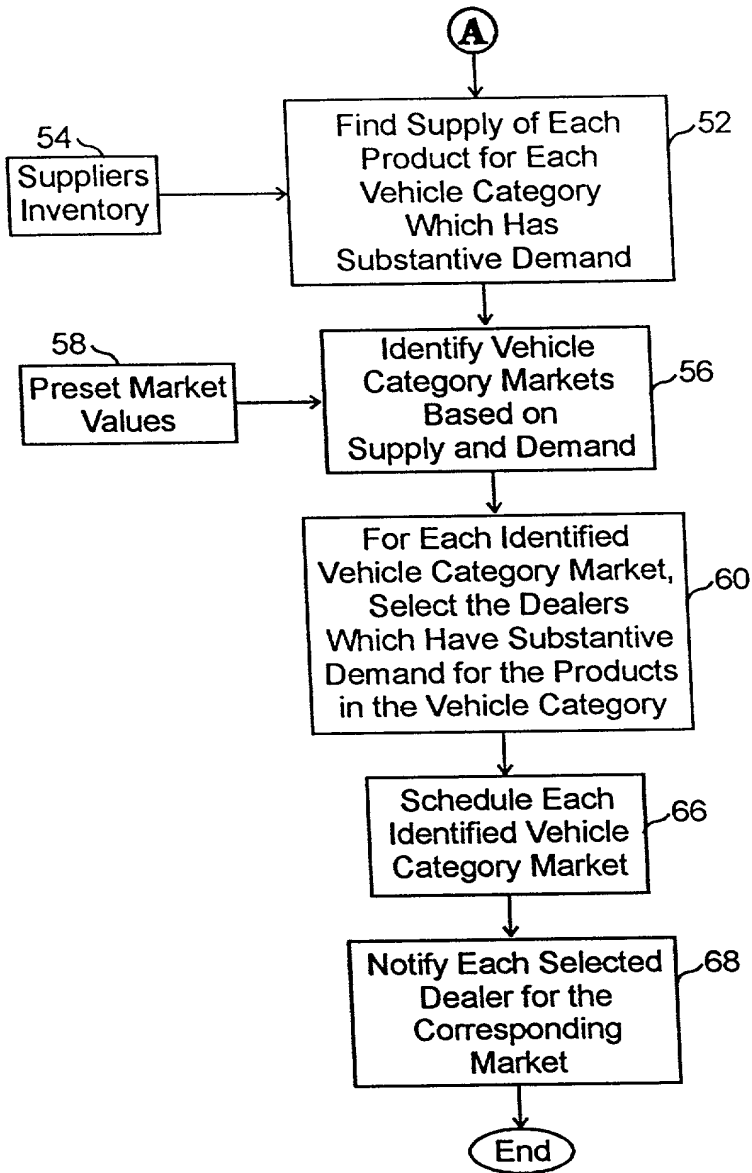 A
54
Suppliers
Inventory
Find Supply of Each
Product for Each
Vehicle Category
Which Has
Substantive Demand
52
58
Preset Market
Values
Identify Vehicle
Category Markets
Based on
Supply and Demand
56
For Each Identified
Vehicle Category Market,
Select the Dealers
Which Have Substantive
Demand for the Products
in the Vehicle Category
60
Schedule Each
Identified Vehicle
Category Market
66
Notify Each Selected
Dealer for the
Corresponding
Market
68
End